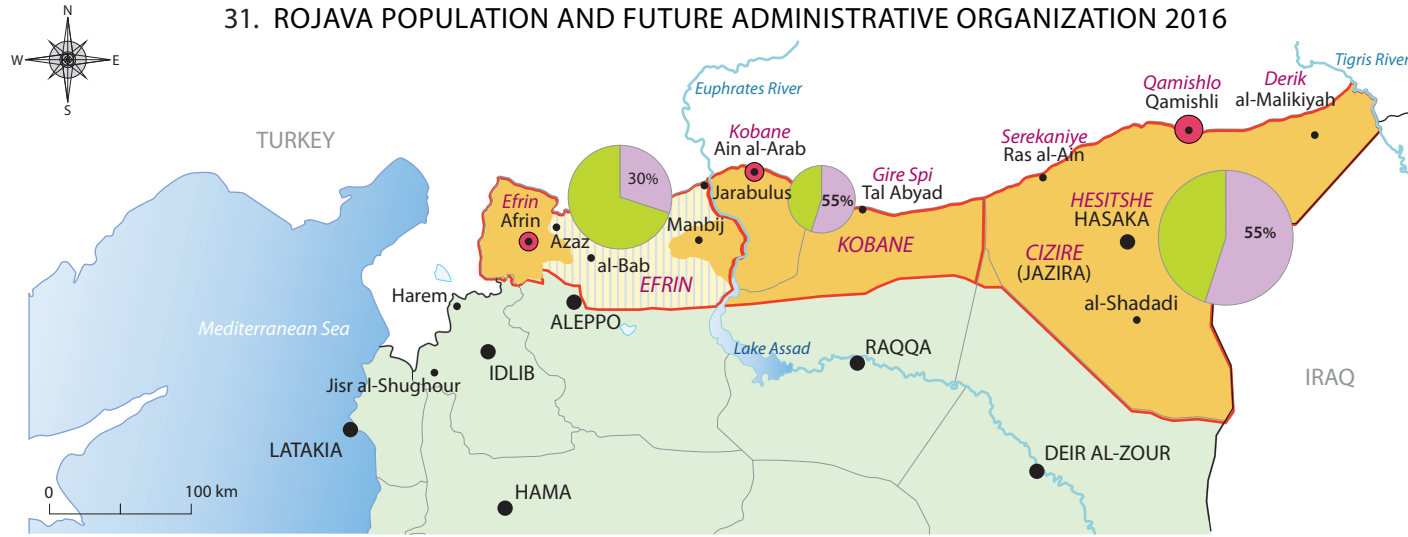 31. ROJAVA POPULATION AND FUTURE ADMINISTRATIVE ORGANIZATION 2016
N
W
E
S
TURKEY
Euphrates River
Tigris River
Qamishlo
Qamishli
Derik
al-Malikiyah
Kobane
Ain al-Arab
Serekaniye
Ras al-Ain
30%
Jarabulus
55%
Gire Spi
Tal Abyad
Efrin
Afrin
Azaz
Manbij
al-Bab
EFRIN
KOBANE
HESITSHE
HASAKA
55%
CIZIRE
(JAZIRA)
al-Shadadi
Harem
ALEPPO
Mediterranean Sea
Lake Assad
RAQQA
IDLIB
Jisr al-Shughour
IRAQ
LATAKIA
DEIR AL-ZOUR
HAMA
0
100 km